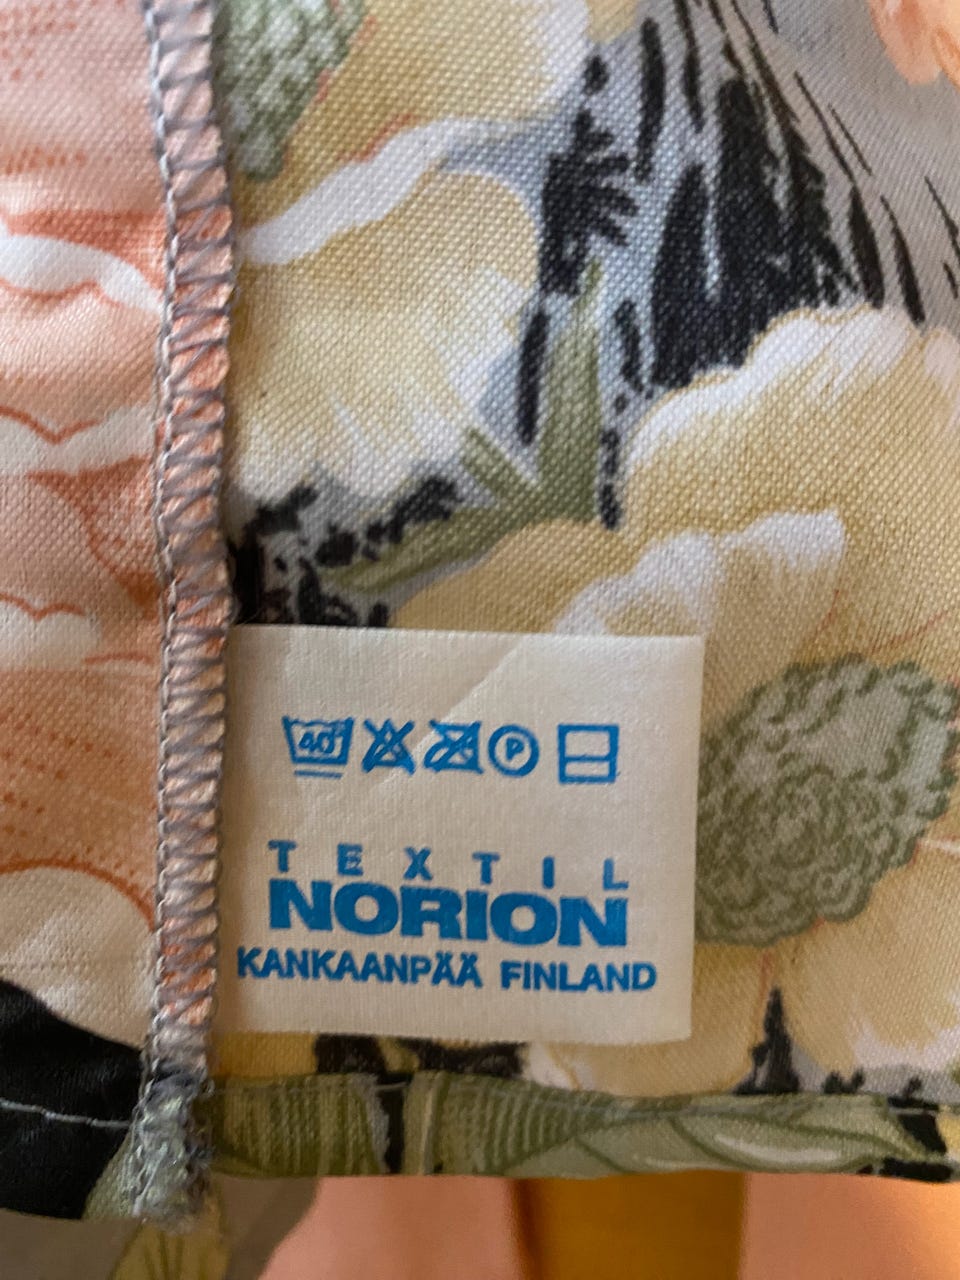 40°
P
TEXTIL
NORION
KANKAANPÄÄ FINLAND